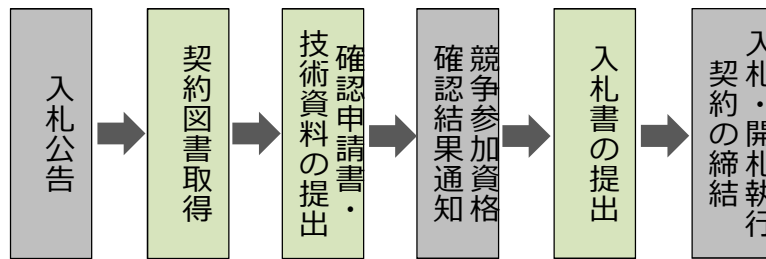 入札公告
契約図書取得
確認申請書・
技術資料の提出
競争参加資格
確認結果通知
入札書の提出
入札・開札執行
契約の締結